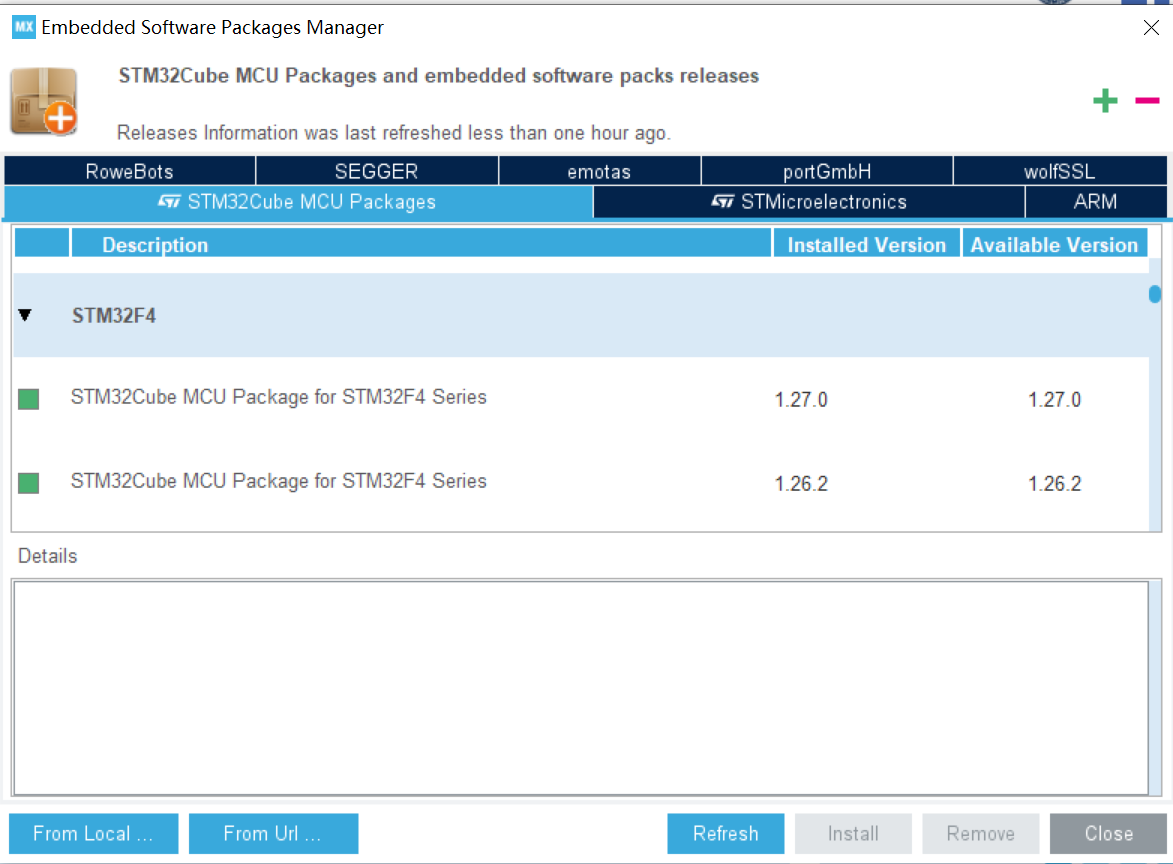 MX Embedded Software Packages Manager
STM32Cube MCU Packages and embedded software packs releases
Releases Information was last refreshed less than one hour ago.
RoweBots SEGGER emotas portGmbH wolfSSL
STM32Cube MCU Packages STMicroelectronics ARM
Description Installed Version Available Version
STM32F4
STM32Cube MCU Package for STM32F4 Series 1.27.0 1.27.0
STM32Cube MCU Package for STM32F4 Series 1.26.2 1.26.2
Details
From Local ... From Url ... Refresh Install Remove Close